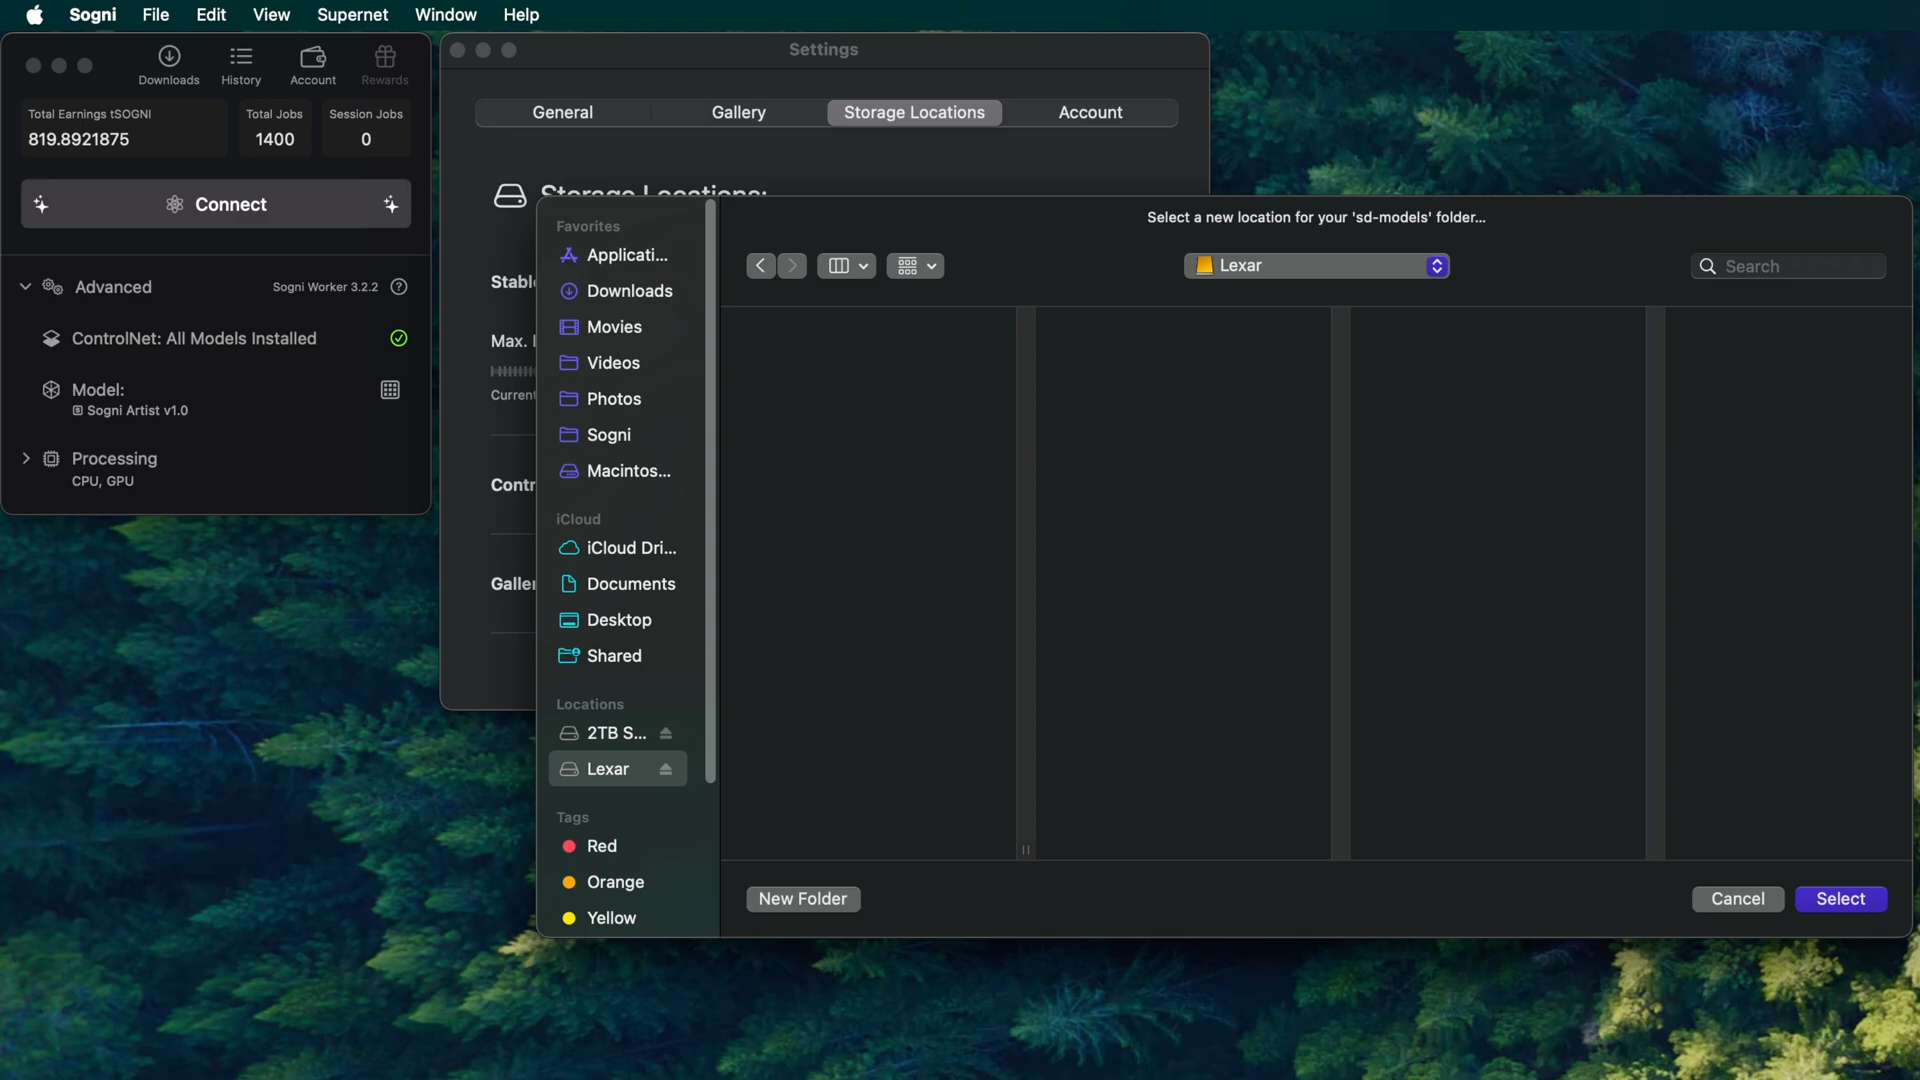 Sogni File Edit View Supernet Window Help
Downloads History Account Rewards
Total Earnings tSOGNI Total Jobs Session Jobs
819.8921875 1400 0
Connect
Advanced Sogni Worker 3.2.2
ControlNet: All Models Installed
Model:
Sogni Artist v1.0
Processing
CPU, GPU
Settings
General Gallery Storage Locations Account
Storage Locations:
Select a new location for your 'sd-models' folder...
Lexar
Search
Favorites
Applicati...
Downloads
Movies
Videos
Photos
Sogni
Macintos...
iCloud
iCloud Dri...
Documents
Desktop
Shared
Locations
2TB S...
Lexar
Tags
Red
Orange
Yellow
New Folder
Cancel Select